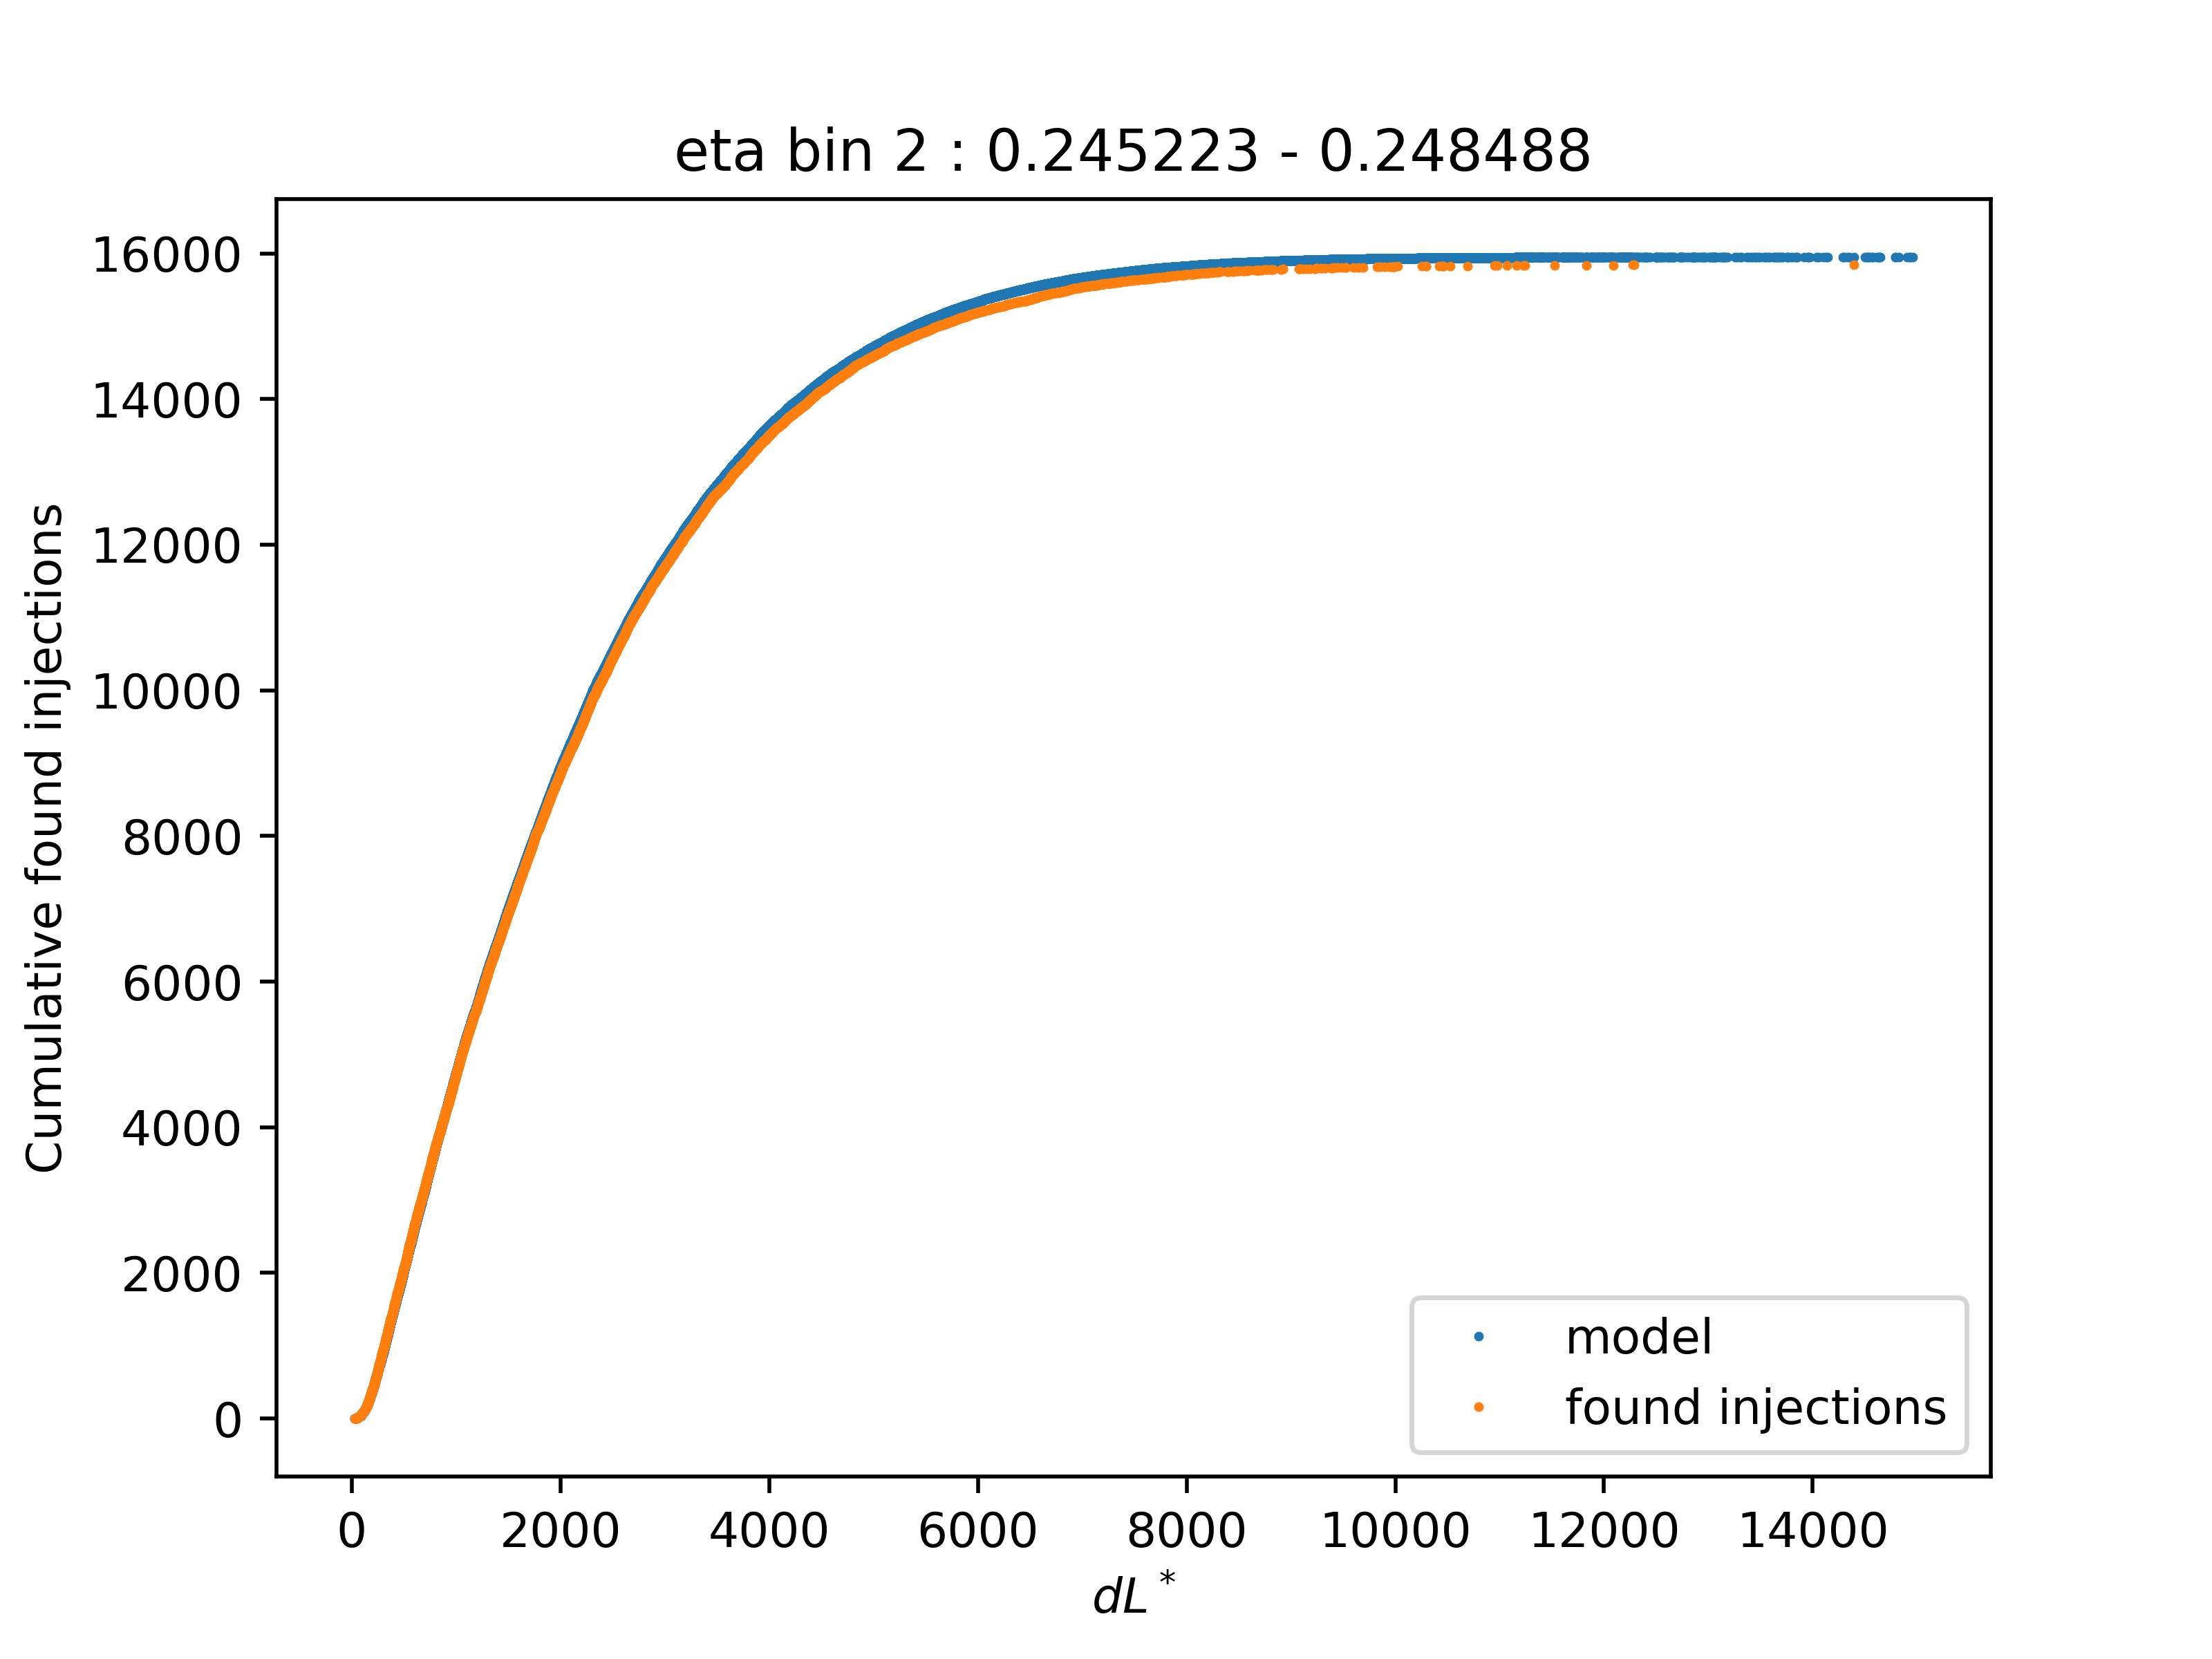 eta bin 2 : 0.245223 - 0.248488
Cumulative found injections
16000
14000
12000
10000
8000
6000
4000
2000
0
model
found injections
0 2000 4000 6000 8000 10000 12000 14000
dL*